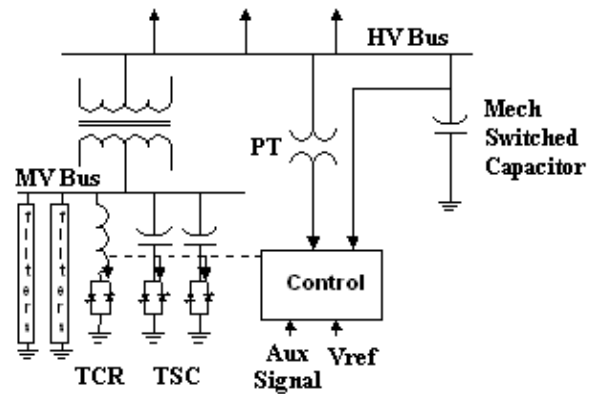 HV Bus
Mech
Switched
Capacitor
PT
MV Bus
filters
filters
Control
TCR
TSC
Aux
Signal
Vref